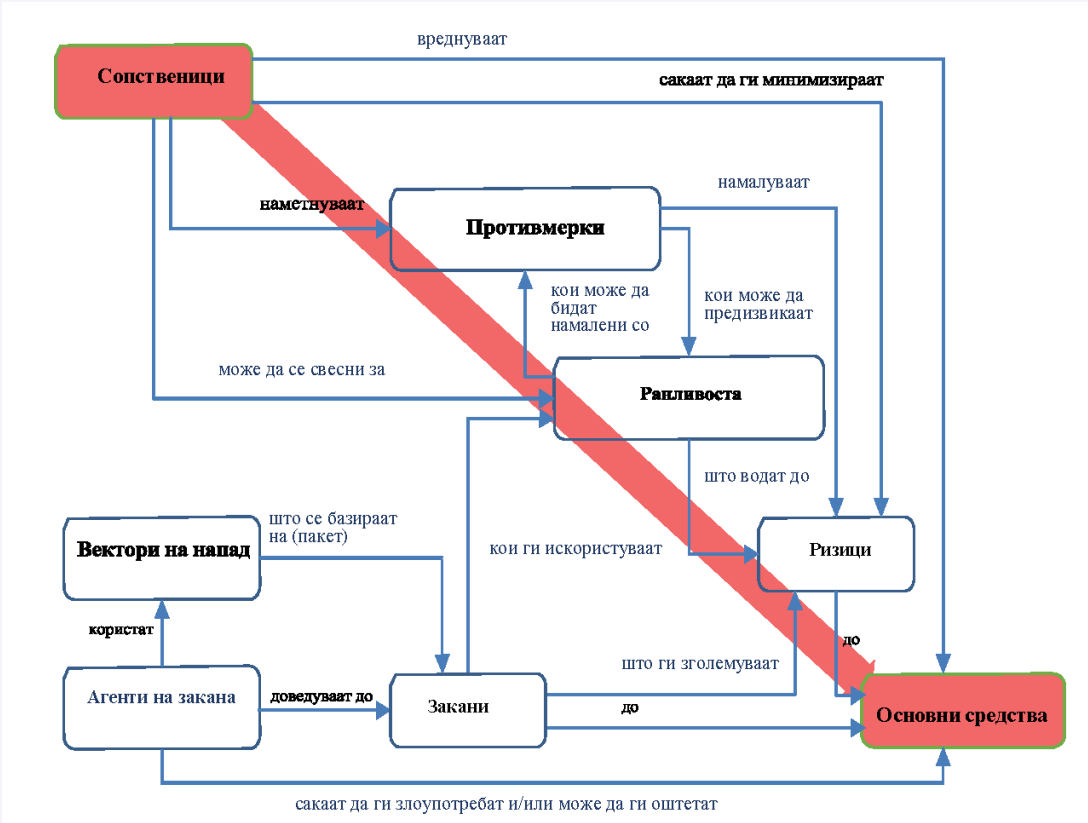 вреднуваат
Сопственици
сакаат да ги минимизираат
намалуваат
наметнуваат
Противмерки
кои може да
бидат
намалени со
кои може да
предизвикаат
може да се свесни за
Ранливоста
што водат до
што се базираат
на (пакет)
Вектори на напад
кои ги искористуваат
Ризици
користат
до
што ги зголемуваат
Агенти на закана
доведуваат до
Закани
до
Основни средства
сакаат да ги злоупотребат и/или може да ги оштетат